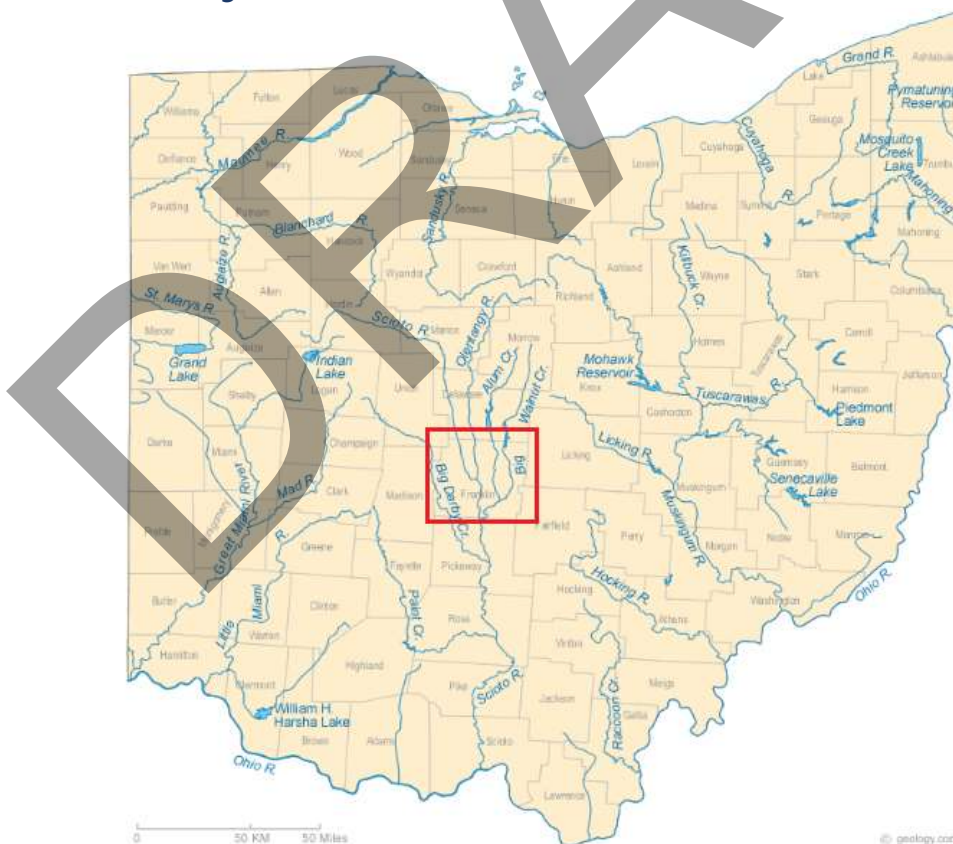 DRA
Grand R.
Ashtabula
Lake
Williams
Fulton
Lucas
Ottawa
Geauga
Pymatuning
Reservoir
Cuyahoga
Cuyahoga
R.
Mosquito
Creek
Lake
Trumbu
Defiance
Maumee R.
Henry
Wood
Sandusky
Erie
Lorain
Mahoning
Paulding
Putnam
Blanchard R.
Hancock
Sandusky R.
Seneca
Huron
Medina
Summit
Portage
Mahoning
Van Wert
Auglaize R.
Allen
Wyandot
Crawford
Richland
Ashland
Killbuck Cr.
Wayne
Stark
Columbiana
St. Marys R.
Hardin
Scioto R.
Marion
Olentangy R.
Morrow
Holmes
Tuscarawas
Carroll
Mercer
Grand
Lake
Auglaize
Indian
Lake
Logan
Union
Delaware
Alum Cr.
Walnut Cr.
Big
Knox
Mohawk
Reservoir
Coshocton
Tuscarawas R.
Harrison
Jefferson
Piedmont
Lake
Shelby
Darke
Miami
Champaign
Licking R.
Licking
Guernsey
Belmont
Senecaville
Lake
Great Miami River
Mad R.
Clark
Madison
Big Darby Cr.
Franklin
Muskingum
Muskingum R.
Noble
Monroe
Preble
Montgomery
Greene
Fairfield
Perry
Morgan
Fayette
Pickaway
Hocking
Hocking R.
Washington
Ohio R.
Butler
Little Miami R.
Clinton
Paint Cr.
Ross
Athens
Warren
Vinton
Hamilton
Highland
Meigs
Clermont
Pike
Scioto R.
Jackson
Raccoon Cr.
Gallia
William H.
Harsha Lake
Brown
Adams
Scioto
Ohio R.
Lawrence
0 50 KM 50 Miles
© geology.com